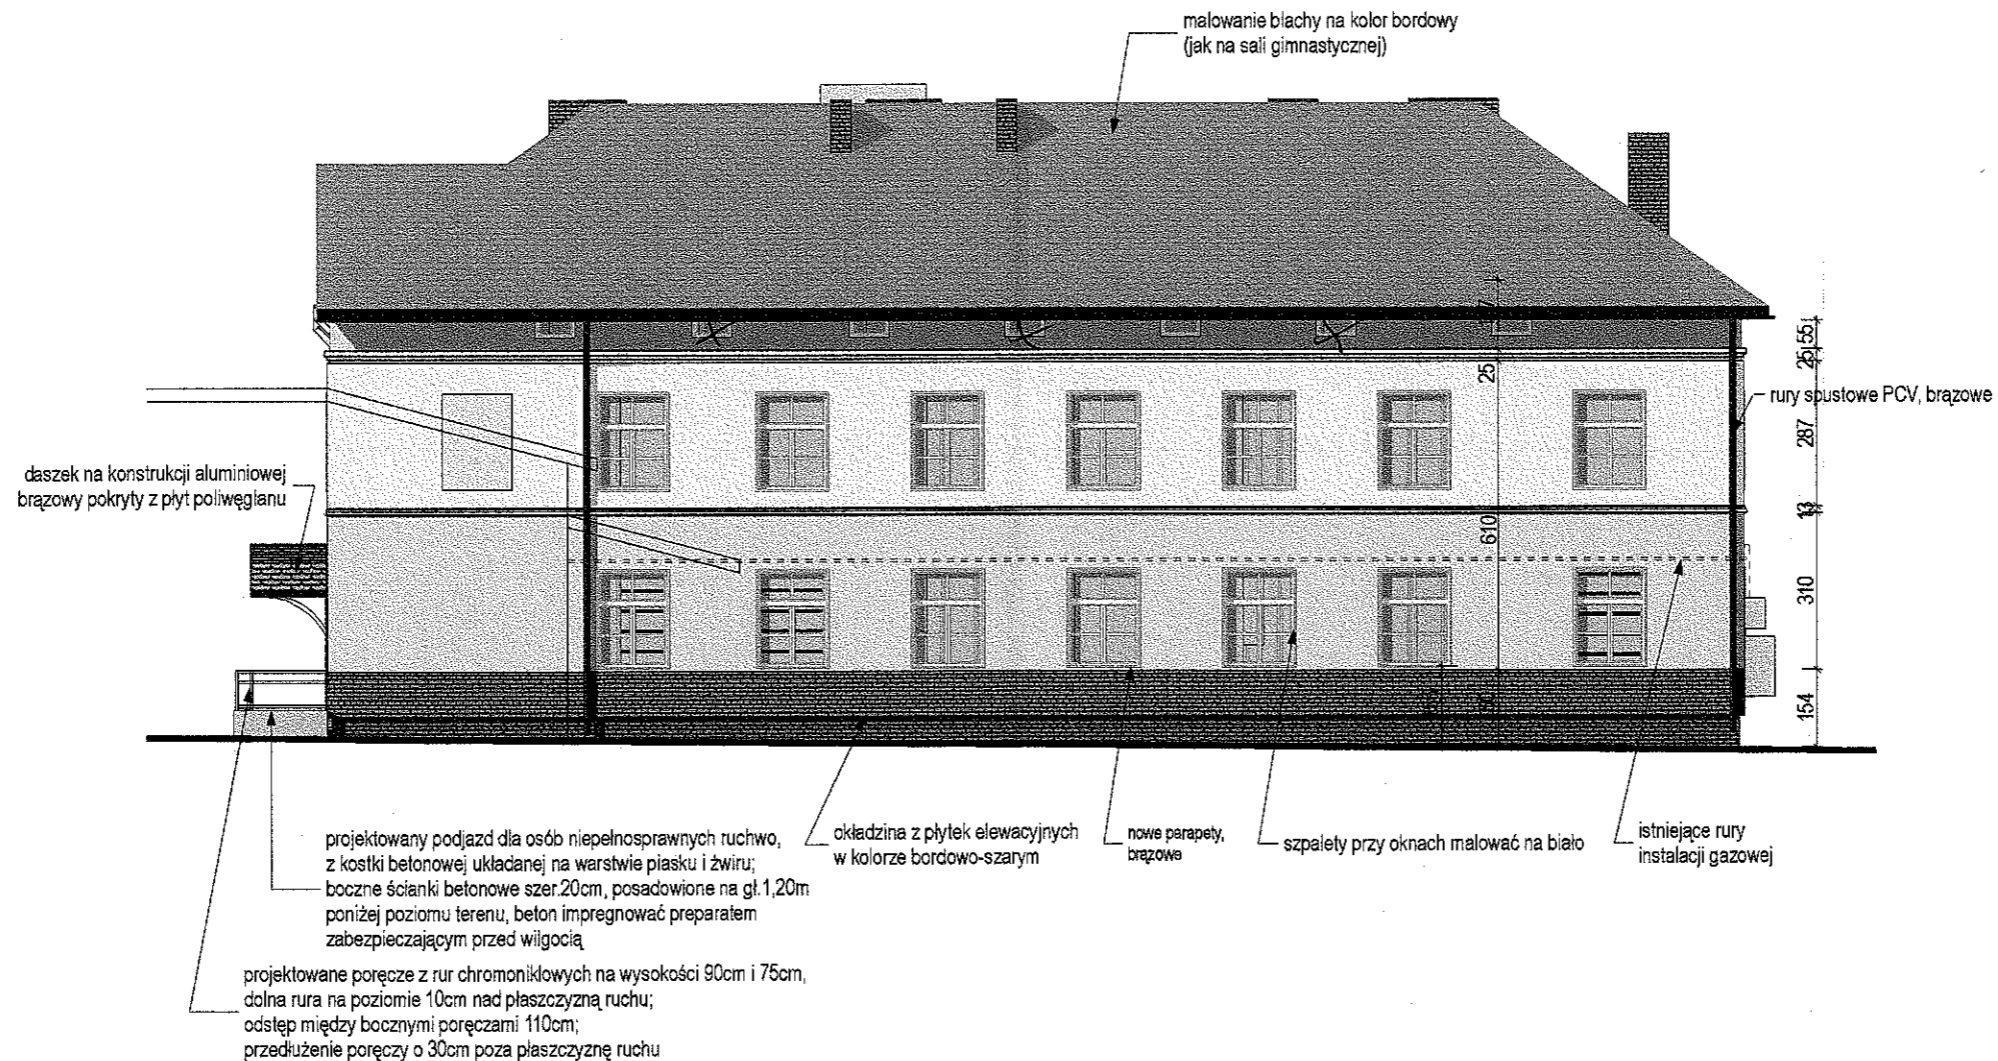 malowanie blachy na kolor bordowy
(jak na sali gimnastycznej)
55
25
25
rury spustowe PCV, brązowe
287
daszek na konstrukcji aluminiowej
brązowy pokryty z płyt poliwęglanu
13
610
310
154
projektowany podjazd dla osób niepełnosprawnych ruchwo,
z kostki betonowej układanej na warstwie piasku i żwiru;
boczne ścianki betonowe szer.20cm, posadowione na gł.1,20m
poniżej poziomu terenu, beton impregnować preparatem
zabezpieczającym przed wilgocią
okładzina z płytek elewacyjnych
w kolorze bordowo-szarym
nowe parapety,
brązowe
szpalety przy oknach malować na biało
istniejące rury
instalacji gazowej
projektowane poręcze z rur chromoniklowych na wysokości 90cm i 75cm,
dolna rura na poziomie 10cm nad płaszczyzną ruchu;
odstęp między bocznymi poręczami 110cm;
przedłużenie poręczy o 30cm poza płaszczyznę ruchu